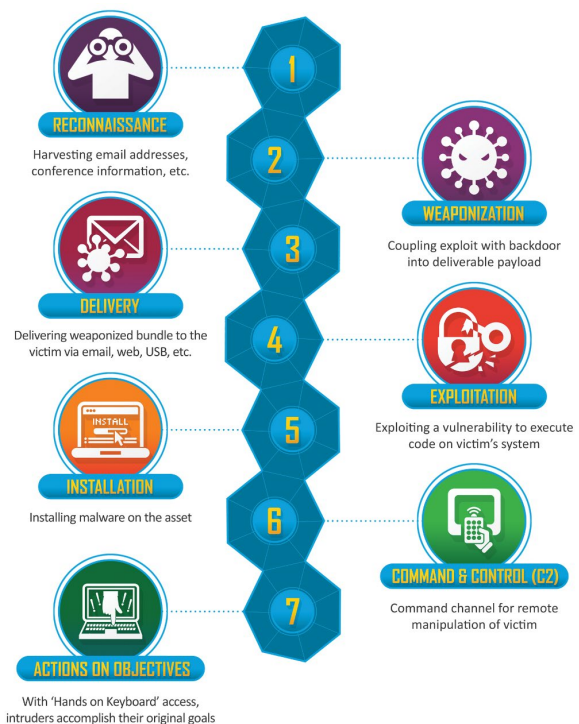 1
RECONNAISSANCE
Harvesting email addresses,
conference information, etc.
2
WEAPONIZATION
Coupling exploit with backdoor
into deliverable payload
3
DELIVERY
Delivering weaponized bundle to the
victim via email, web, USB, etc.
4
EXPLOITATION
Exploiting a vulnerability to execute
code on victim's system
5
INSTALL
INSTALLATION
Installing malware on the asset
6
COMMAND & CONTROL (C2)
Command channel for remote
manipulation of victim
7
ACTIONS ON OBJECTIVES
With 'Hands on Keyboard' access,
intruders accomplish their original goals